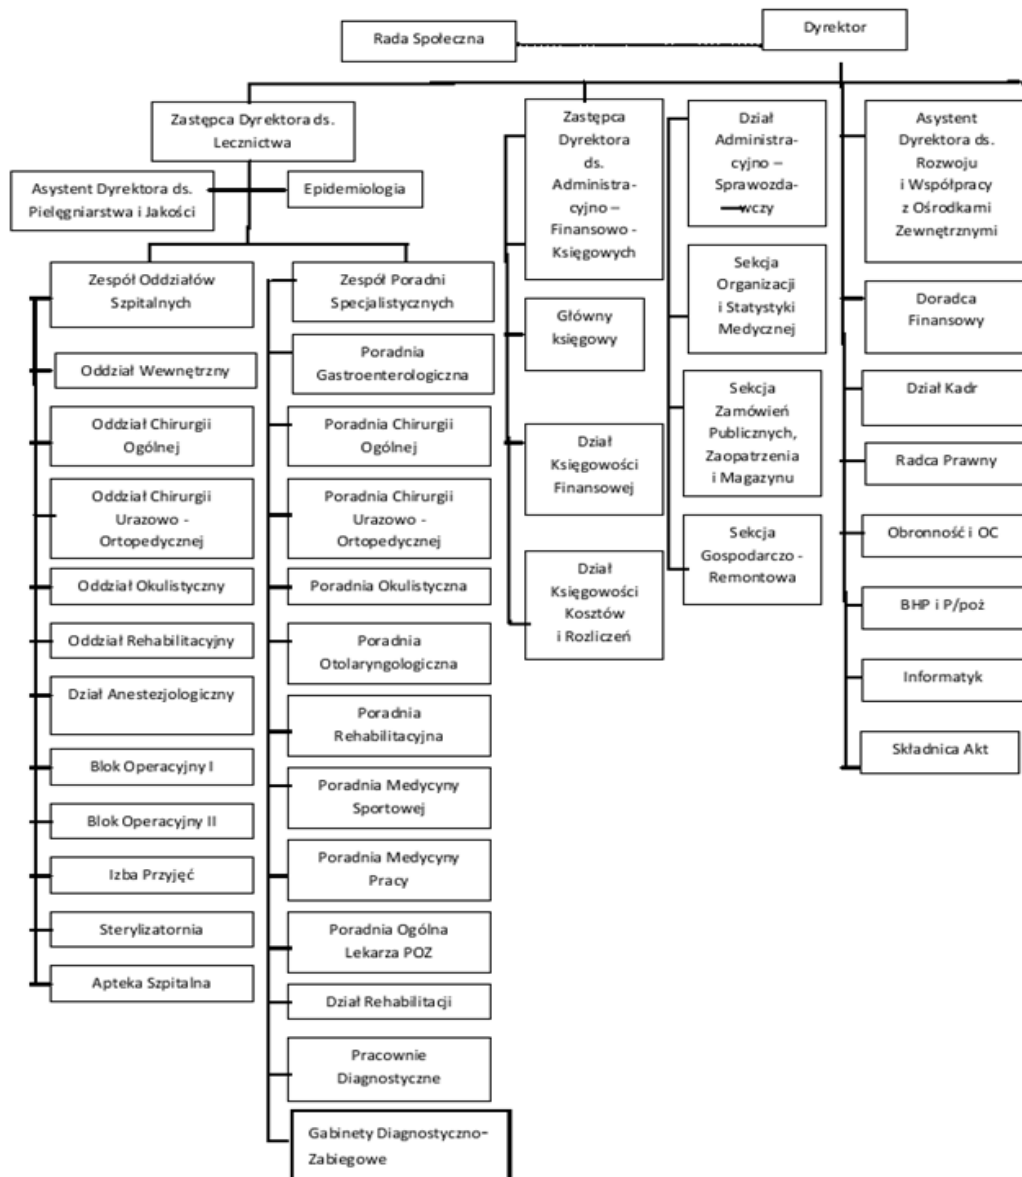 Rada Społeczna
Dyrektor
Zastępca Dyrektora ds.
Lecznictwa
Asystent Dyrektora ds.
Pielęgniarstwa i Jakości
Epidemiologia
Zespół Oddziałów
Szpitalnych
Oddział Wewnętrzny
Oddział Chirurgii
Ogólnej
Oddział Chirurgii
Urazowo -
Ortopedycznej
Oddział Okulistyczny
Oddział Rehabilitacyjny
Dział Anestezjologiczny
Blok Operacyjny I
Blok Operacyjny II
Izba Przyjęć
Sterylizatornia
Apteka Szpitalna
Zespół Poradni
Specjalistycznych
Poradnia
Gastroenterologiczna
Poradnia Chirurgii
Ogólnej
Poradnia Chirurgii
Urazowo -
Ortopedycznej
Poradnia Okulistyczna
Poradnia
Otolaryngologiczna
Poradnia
Rehabilitacyjna
Poradnia Medycyny
Sportowej
Poradnia Medycyny
Pracy
Poradnia Ogólna
Lekarza POZ
Dział Rehabilitacji
Pracownie
Diagnostyczne
Gabinety Diagnostyczno-
Zabiegowe
Zastępca
Dyrektora
ds.
Administra-
cyjno –
Finansowo -
Księgowych
Główny
księgowy
Dział
Księgowości
Finansowej
Dział
Księgowości
Kosztów
i Rozliczeń
Dział
Administra-
cyjno –
Sprawozda-
wczy
Sekcja
Organizacji
i Statystyki
Medycznej
Sekcja
Zamówień
Publicznych,
Zaopatrzenia
i Magazynu
Sekcja
Gospodarczo -
Remontowa
Asystent
Dyrektora ds.
Rozwoju
i Współpracy
z Ośrodkami
Zewnętrznymi
Doradca
Finansowy
Dział Kadr
Radca Prawny
Obronność i OC
BHP i P/poż
Informatyk
Składnica Akt